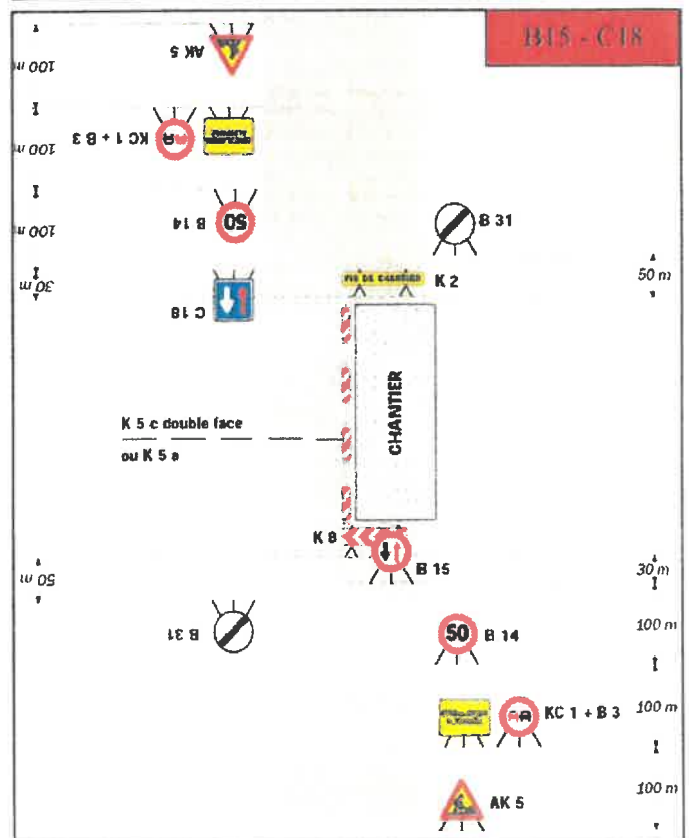 B15 - C18
AK 5
100 m
KC 1 + B 3
100 m
B 14
50
100 m
B 31
C 18
30 m
FIN DE CHANTIER
K 2
50 m
CHANTIER
K 5 c double face
ou K 5 a
K 8
B 15
50 m
30 m
B 31
50
B 14
100 m
KC 1 + B 3
100 m
AK 5
100 m